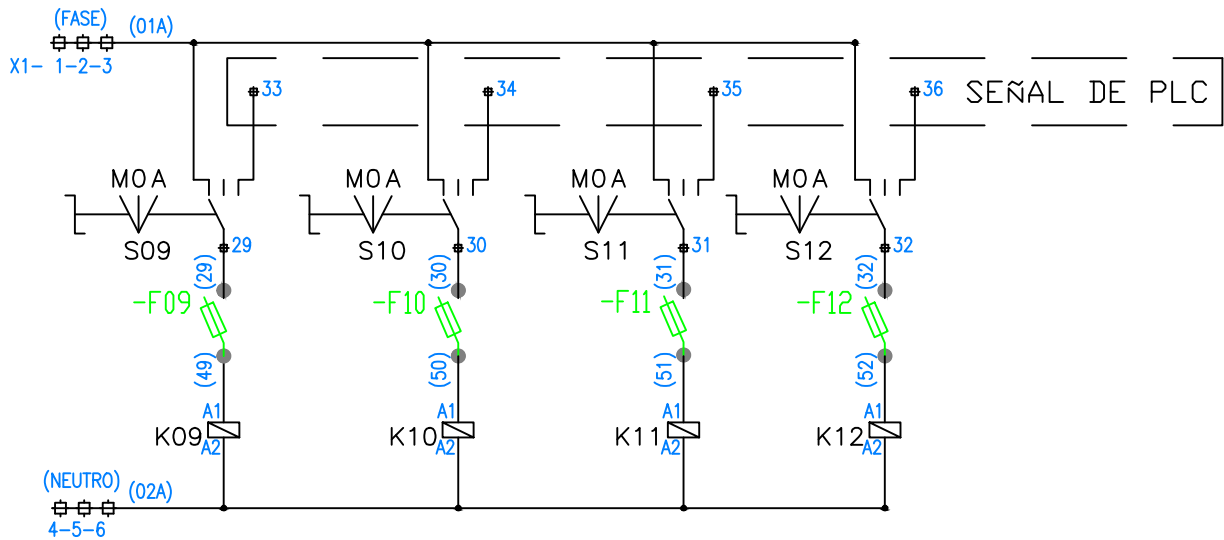 (FASE) (01A)
X1- 1-2-3
33 34 35 36 SEÑAL DE PLC
MOA MOA MOA MOA
S09 29 S10 30 S11 31 S12 32
(29) (30) (31) (32)
-F09 -F10 -F11 -F12
(49) (50) (51) (52)
A1 A1 A1 A1
K09 K10 K11 K12
A2 A2 A2 A2
(NEUTRO) (02A)
4-5-6